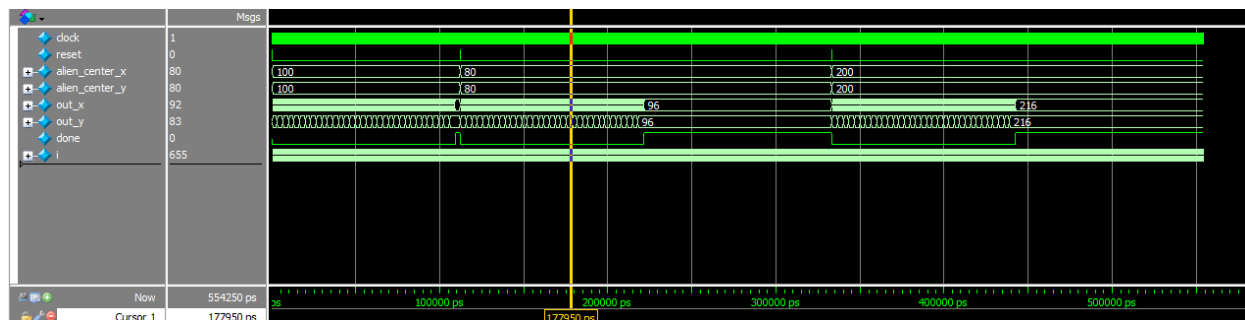 Msgs
clock 1
reset 0
alien_center_x 80 100 80 200
alien_center_y 80 100 80 200
out_x 92 96 216
out_y 83 96 216
done 0
i 655
Now 554250 ps ps 100000 ps 200000 ps 300000 ps 400000 ps 500000 ps
Cursor 1 177950 ps 177950 ps